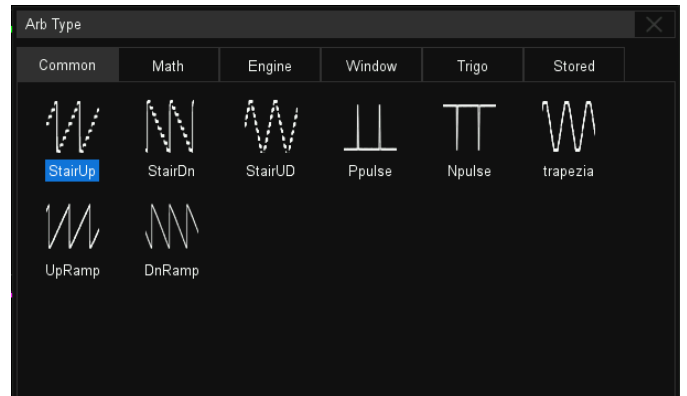 Arb Type
Common Math Engine Window Trigo Stored
StairUp StairDn StairUD Ppulse Npulse trapezia
UpRamp DnRamp